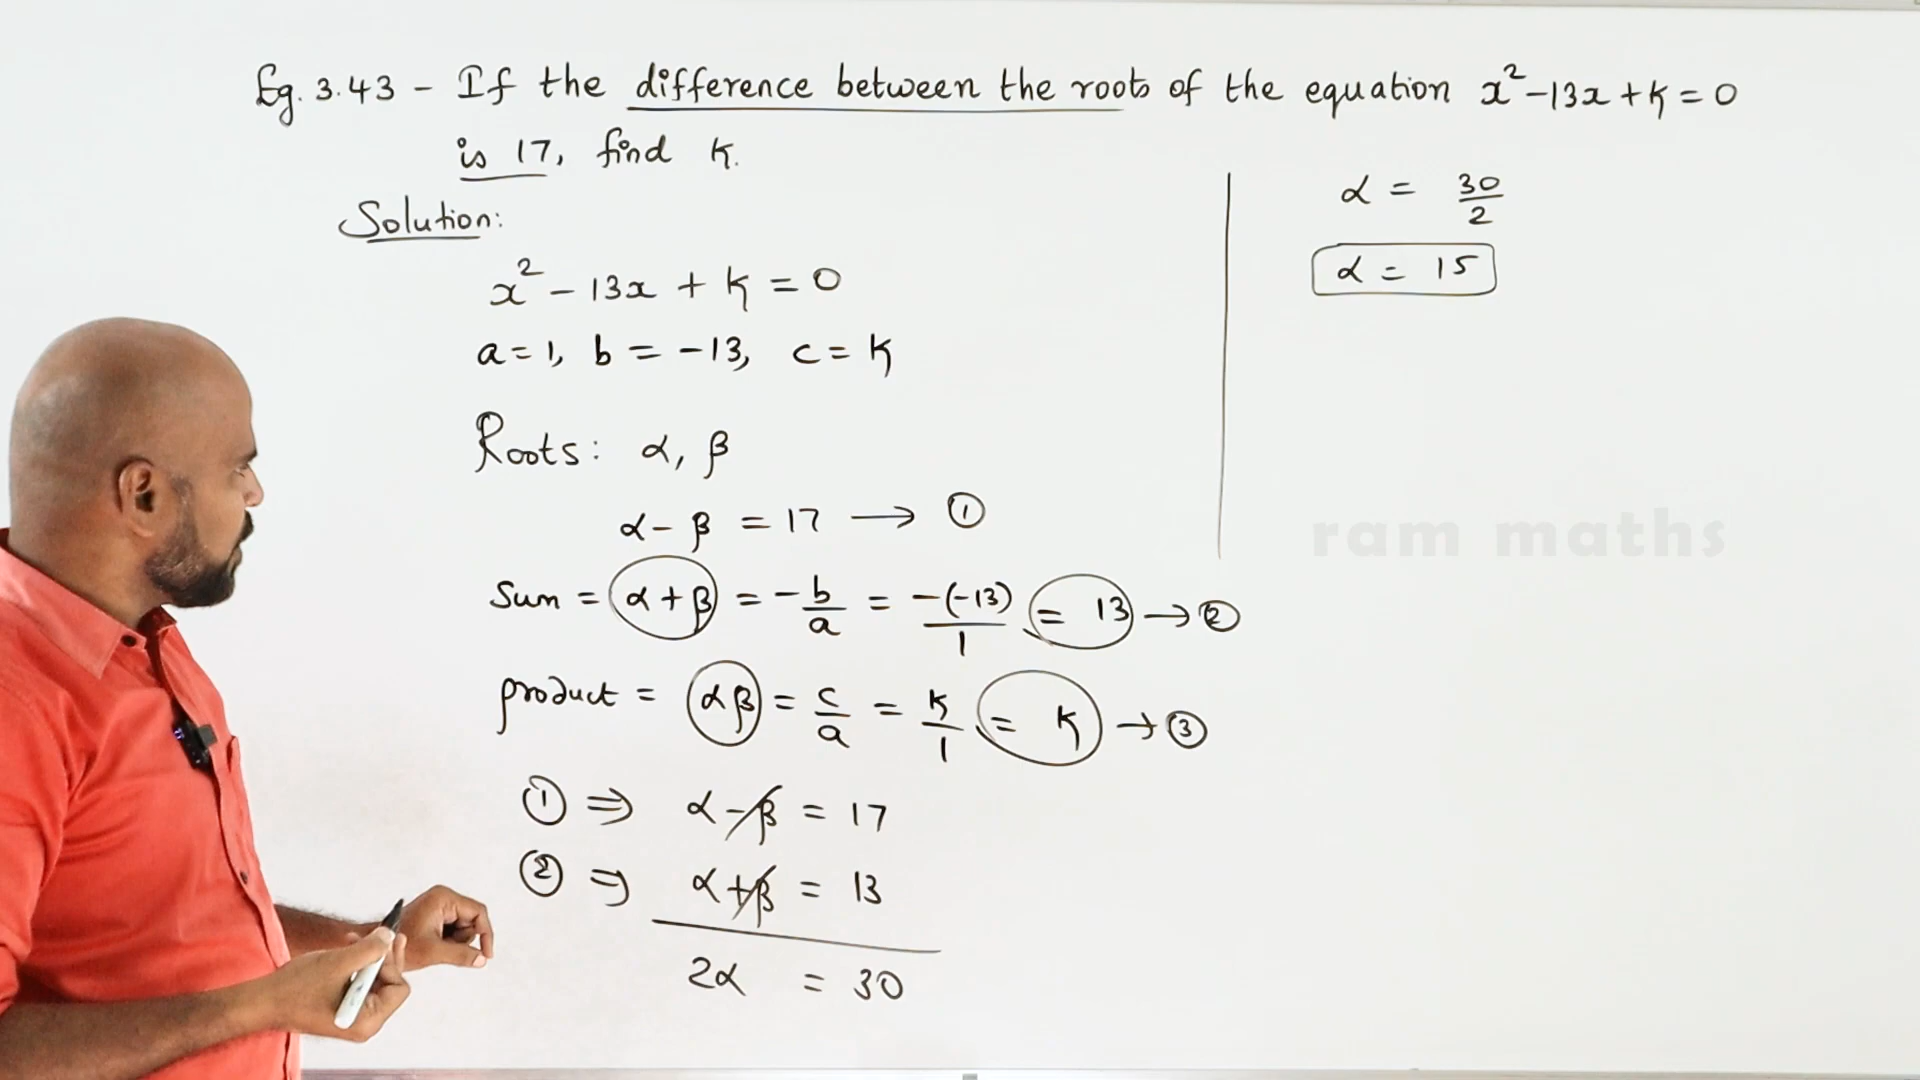 Eg. 3.43 - If the difference between the roots of the equation x²-13x+k=0
is 17, find k.
Solution:
x² - 13x + k = 0
a=1, b = -13, c = k
Roots: α, β
α - β = 17 → ①
Sum = α+β = -b/a = -(-13)/1 = 13 → ②
product = αβ = c/a = k/1 = k → ③
① ⇒ α - β = 17
② ⇒ α + β = 13
2α = 30
α = 30/2
α = 15
ram maths